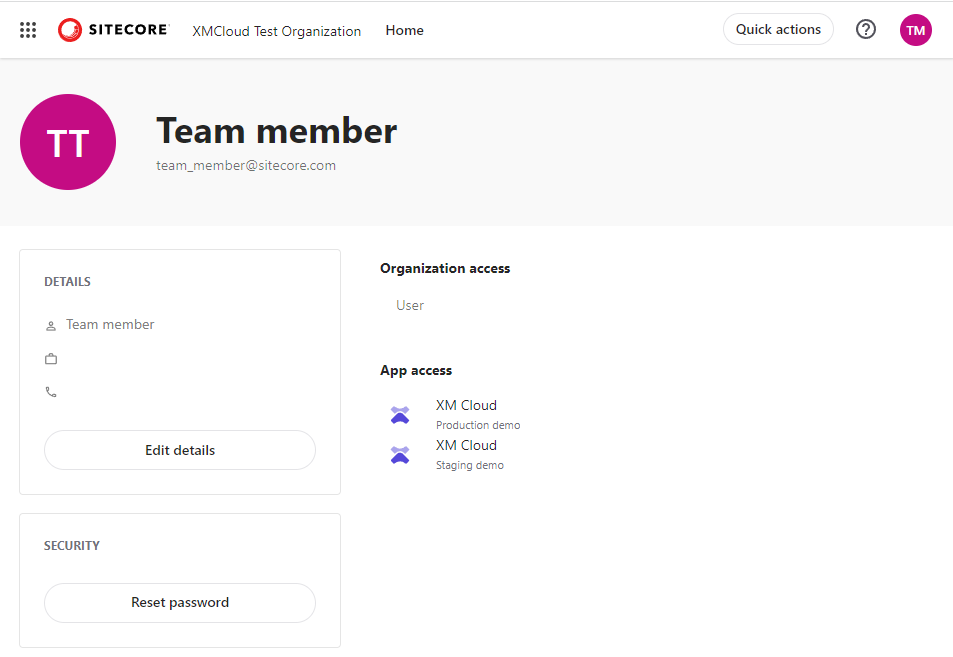 SITECORE
XMCloud Test Organization
Home
Quick actions
?
TM
TT
Team member
team_member@sitecore.com
DETAILS
Team member
Edit details
SECURITY
Reset password
Organization access
User
App access
XM Cloud
Production demo
XM Cloud
Staging demo